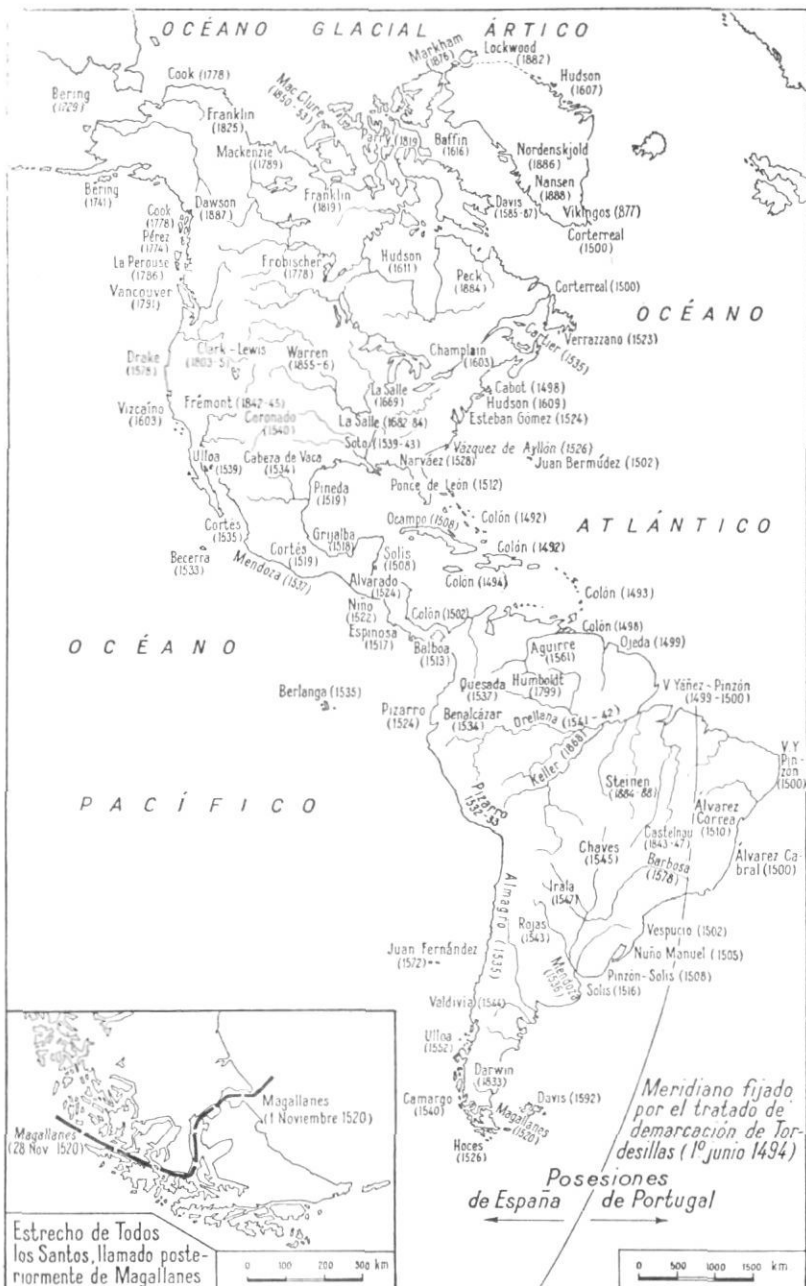 OCÉANO GLACIAL ÁRTICO
Markham
(1876)
Lockwood
(1882)
Hudson
(1607)
Cook (1778)
Bering
(1729)
Mac Clure
(1850-53)
Franklin
(1825)
Parry (1819)
Baffin
(1616)
Mackenzie
(1789)
Nordenskjold
(1886)
Nansen
(1888)
Bering
(1741)
Dawson
(1887)
Franklin
(1819)
Davis
(1585-87)
Vikingos (877)
Corterreal
(1500)
Cook
(1778)
Pérez
(1774)
La Perouse
(1786)
Vancouver
(1791)
Frobischer
(1778)
Hudson
(1611)
Peck
(1884)
Corterreal (1500)
OCÉANO
Verrazzano (1523)
Cartier
(1535)
Drake
(1578)
Clark-Lewis
(1803-5)
Warren
(1855-6)
Champlain
(1603)
La Salle
(1669)
Cabot (1498)
Hudson (1609)
Esteban Gómez (1524)
Vizcaíno
(1603)
Frémont (1842-45)
Coronado
(1540)
La Salle (1682-84)
Soto (1539-43)
Vázquez de Ayllón (1526)
Juan Bermúdez (1502)
Ulloa
(1539)
Cabeza de Vaca
(1534)
Narváez (1528)
Pineda
(1519)
Ponce de León (1512)
Ocampo (1508)
Colón (1492)
ATLÁNTICO
Cortés
(1535)
Grijalba
(1518)
Solis
(1508)
Colón (1492)
Becerra
(1533)
Mendoza (1537)
Cortés
(1519)
Colón (1494)
Alvarado
(1524)
Colón (1493)
Niño
(1522)
Colón (1502)
Espinosa
(1517)
Balboa
(1513)
Colón (1498)
Ojeda (1499)
OCÉANO
Aguirre
(1561)
Berlanga (1535)
Quesada
(1537)
Humboldt
(1799)
V Yáñez-Pinzón
(1499-1500)
Pizarro
(1524)
Benalcázar
(1534)
Orellana (1541-42)
Keller (1868)
V. Y
Pin-
zón
(1500)
PACÍFICO
Pizarro
1532-33
Steinen
(1884-88)
Álvarez
Correa
(1510)
Castelnau
(1843-47)
Chaves
(1545)
Barbosa
(1578)
Álvarez Ca-
bral (1500)
Irala
(1547)
Almagro (1535)
Rojas
(1543)
Vespucio (1502)
Juan Fernández
(1572)
Nuño Manuel (1505)
Mendoza
(1536)
Pinzón-Solis (1508)
Solis (1516)
Valdivia (1544)
Ulloa
(1552)
Darwin
(1833)
Camargo
(1540)
Davis (1592)
Magallanes
(1520)
Hoces
(1526)
Meridiano fijado
por el tratado de
demarcación de Tor-
desillas (1º junio 1494)
Posesiones
de España de Portugal
Magallanes
(1 Noviembre 1520)
Magallanes
(28 Nov 1520)
Estrecho de Todos
los Santos, llamado poste-
riormente de Magallanes
0 100 200 300 km
0 500 1000 1500 km